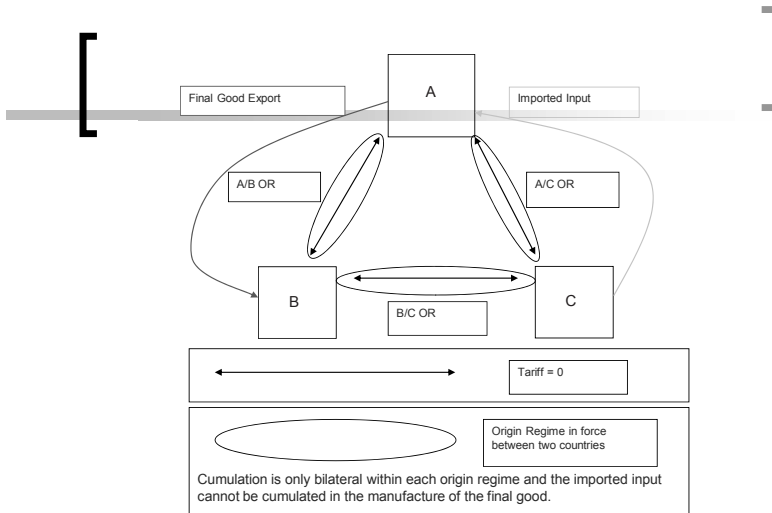 A
Final Good Export
Imported Input
A/B OR
A/C OR
B
C
B/C OR
Tariff = 0
Origin Regime in force
between two countries
Cumulation is only bilateral within each origin regime and the imported input
cannot be cumulated in the manufacture of the final good.